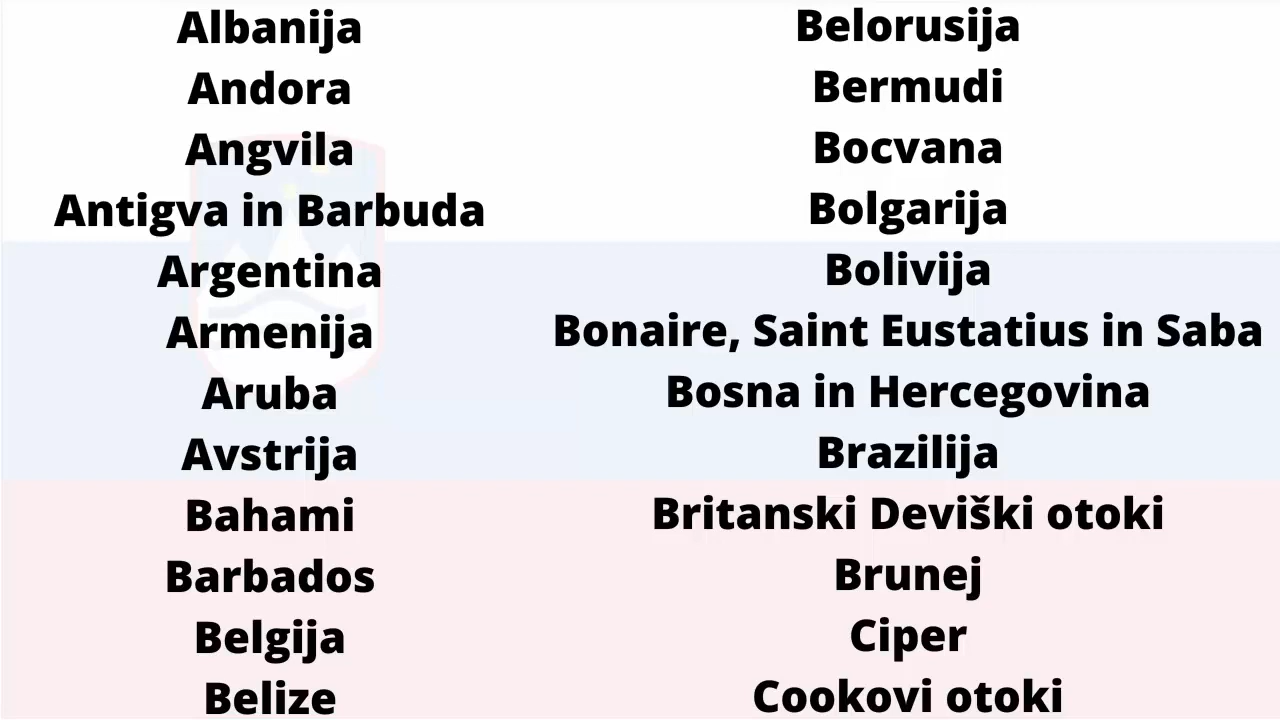 Albanija
Andora
Angvila
Antigva in Barbuda
Argentina
Armenija
Aruba
Avstrija
Bahami
Barbados
Belgija
Belize
Belorusija
Bermudi
Bocvana
Bolgarija
Bolivija
Bonaire, Saint Eustatius in Saba
Bosna in Hercegovina
Brazilija
Britanski Deviški otoki
Brunej
Ciper
Cookovi otoki